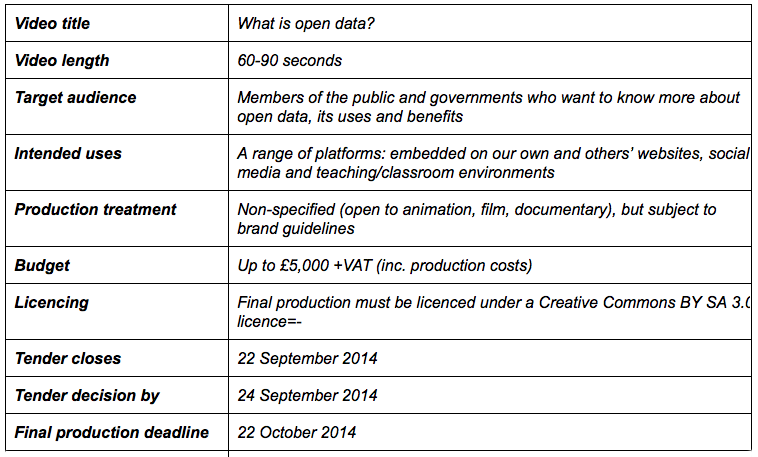 Video title What is open data?
Video length 60-90 seconds
Target audience Members of the public and governments who want to know more about
open data, its uses and benefits
Intended uses A range of platforms: embedded on our own and others' websites, social
media and teaching/classroom environments
Production treatment Non-specified (open to animation, film, documentary), but subject to
brand guidelines
Budget Up to £5,000 +VAT (inc. production costs)
Licencing Final production must be licenced under a Creative Commons BY SA 3.0
licence=-
Tender closes 22 September 2014
Tender decision by 24 September 2014
Final production deadline 22 October 2014